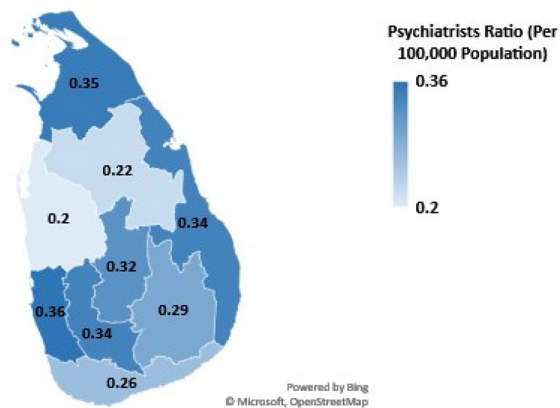 Psychiatrists Ratio (Per
100,000 Population)
0.36
0.2
0.35
0.22
0.2
0.34
0.32
0.36
0.34
0.29
0.26
Powered by Bing
© Microsoft, OpenStreetMap